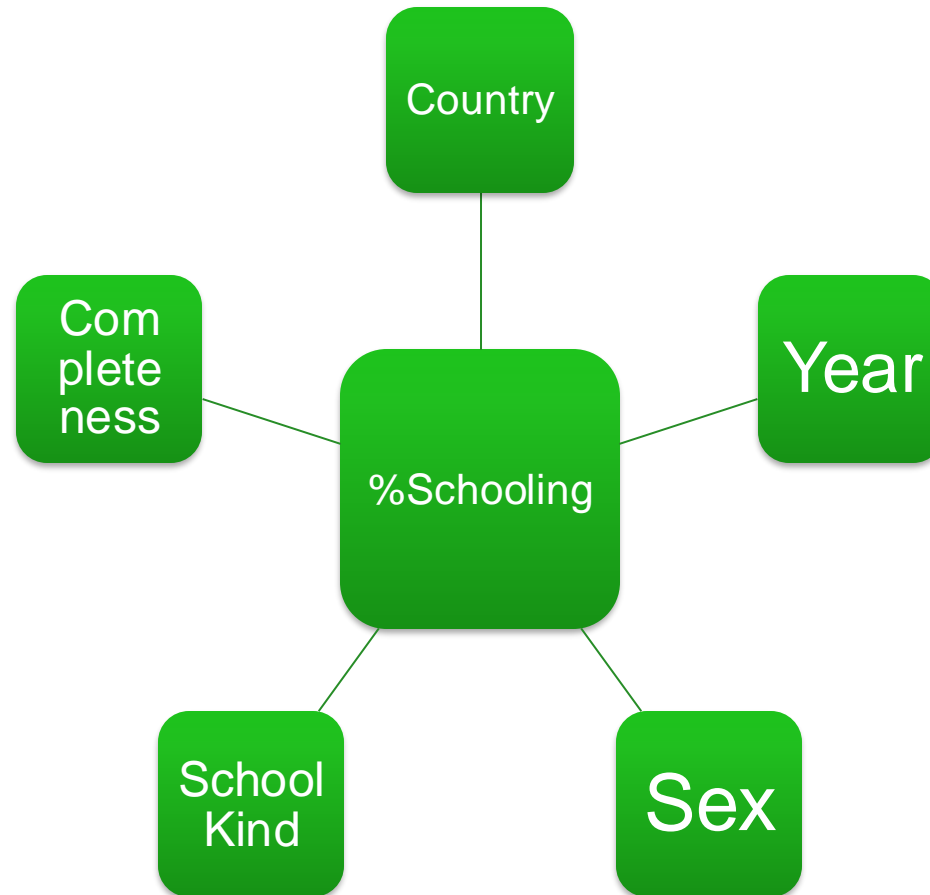 Country
Com
plete
ness
Year
%Schooling
School
Kind
Sex